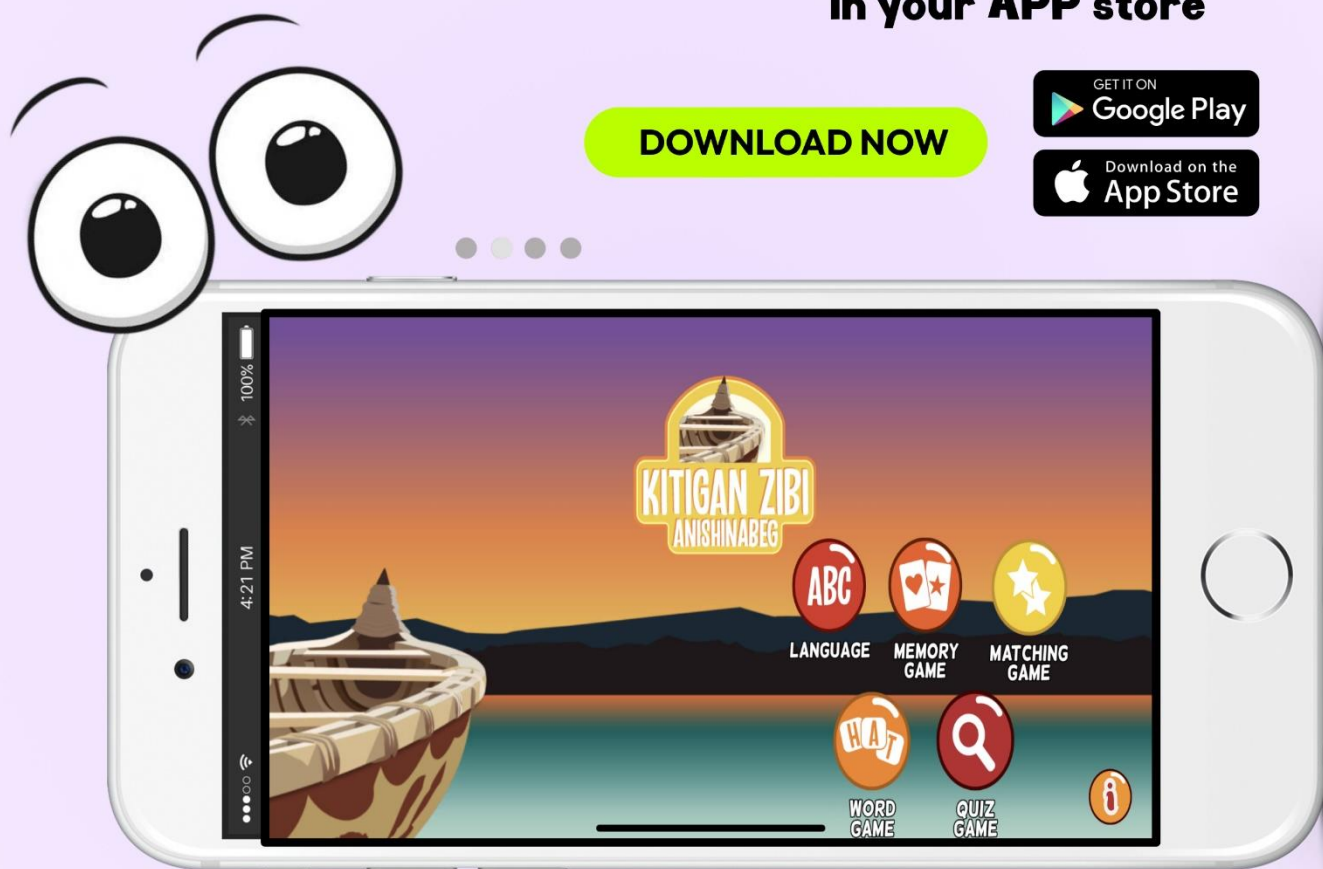 in your APP store
GET IT ON
Google Play
DOWNLOAD NOW
Download on the
App Store
100%
4:21 PM
KITIGAN ZIBI
ANISHINABEG
ABC
LANGUAGE
MEMORY
GAME
MATCHING
GAME
HAT
WORD
GAME
QUIZ
GAME
i